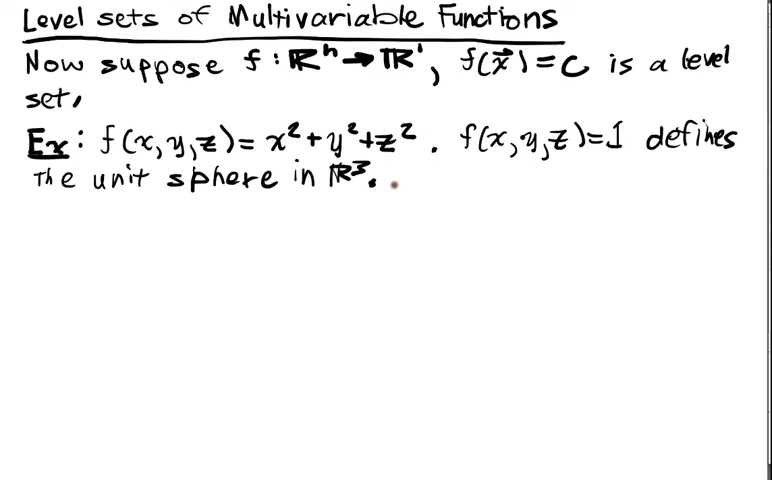 Level sets of Multivariable Functions
Now suppose f : ℝⁿ → ℝ¹, f(x⃗) = c is a level
set.
Ex: f(x, y, z) = x² + y² + z². f(x, y, z) = 1 defines
the unit sphere in ℝ³.